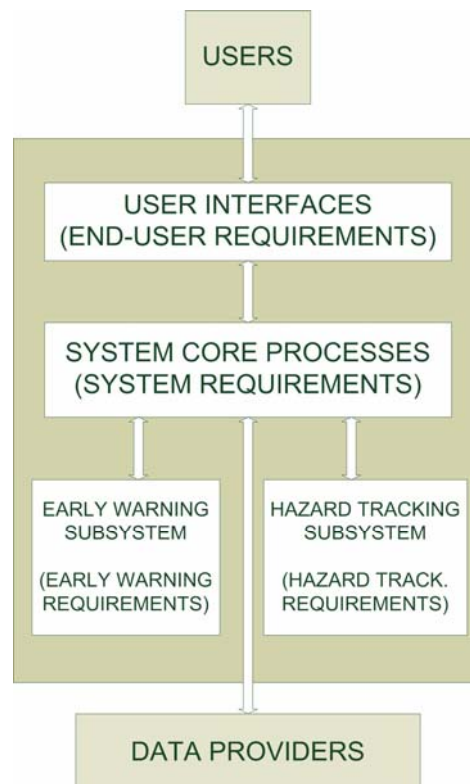 USERS
USER INTERFACES
(END-USER REQUIREMENTS)
SYSTEM CORE PROCESSES
(SYSTEM REQUIREMENTS)
EARLY WARNING
SUBSYSTEM
(EARLY WARNING
REQUIREMENTS)
HAZARD TRACKING
SUBSYSTEM
(HAZARD TRACK.
REQUIREMENTS)
DATA PROVIDERS